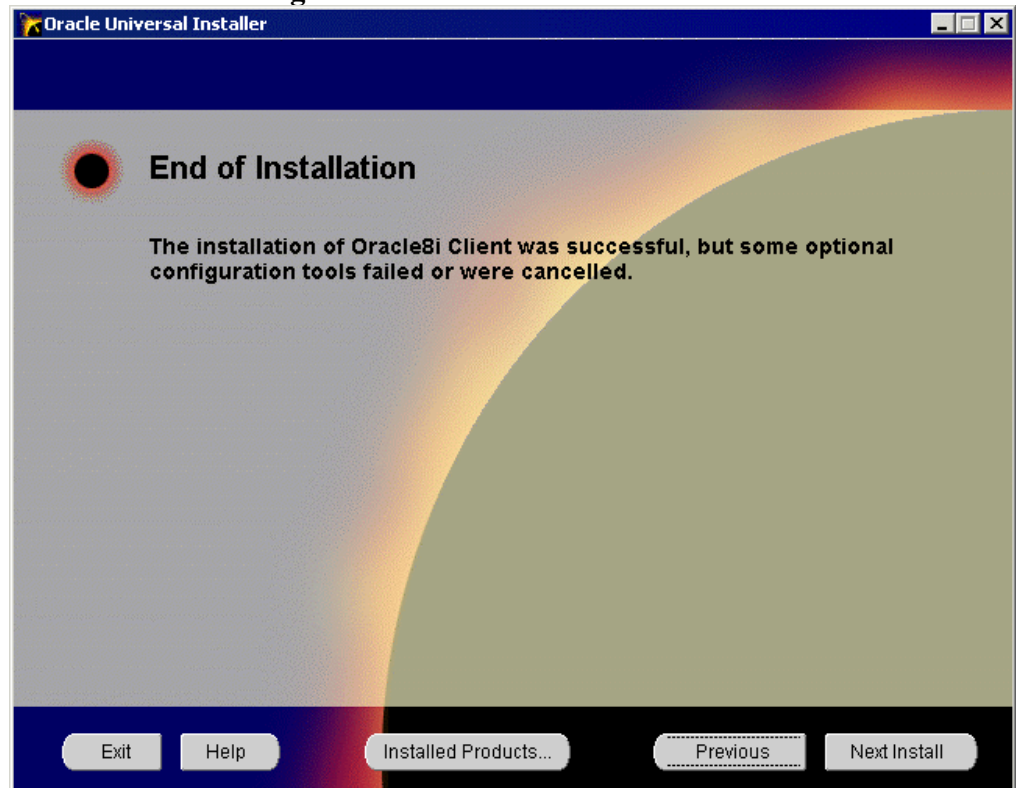 Oracle Universal Installer
End of Installation
The installation of Oracle8i Client was successful, but some optional
configuration tools failed or were cancelled.
Exit
Help
Installed Products...
Previous
Next Install